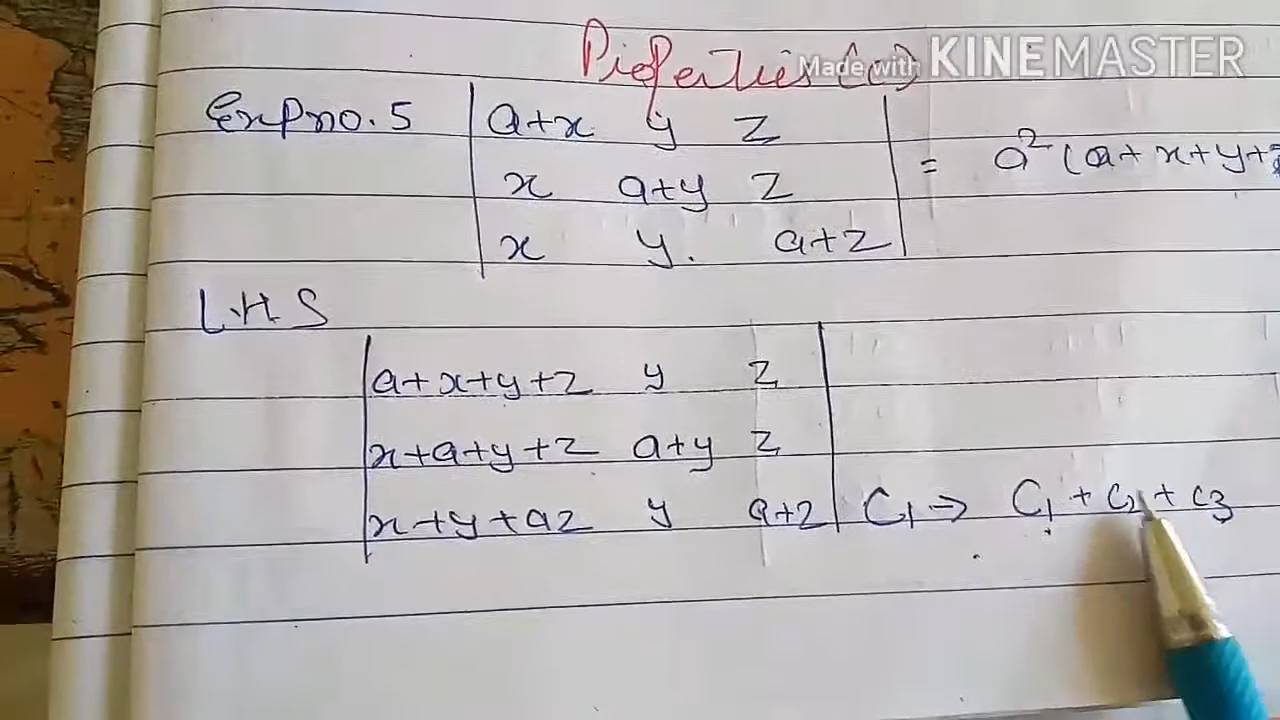 Properties (c)
Made with KINEMASTER
Exp no. 5 | a+x y z |
| x a+y z | = a² (a+x+y+z
| x y. a+z |
L.H.S
| a+x+y+z y z |
| x+a+y+z a+y z |
| x+y+az y a+z | C₁ ⇒ C₁ + C₂ + C₃